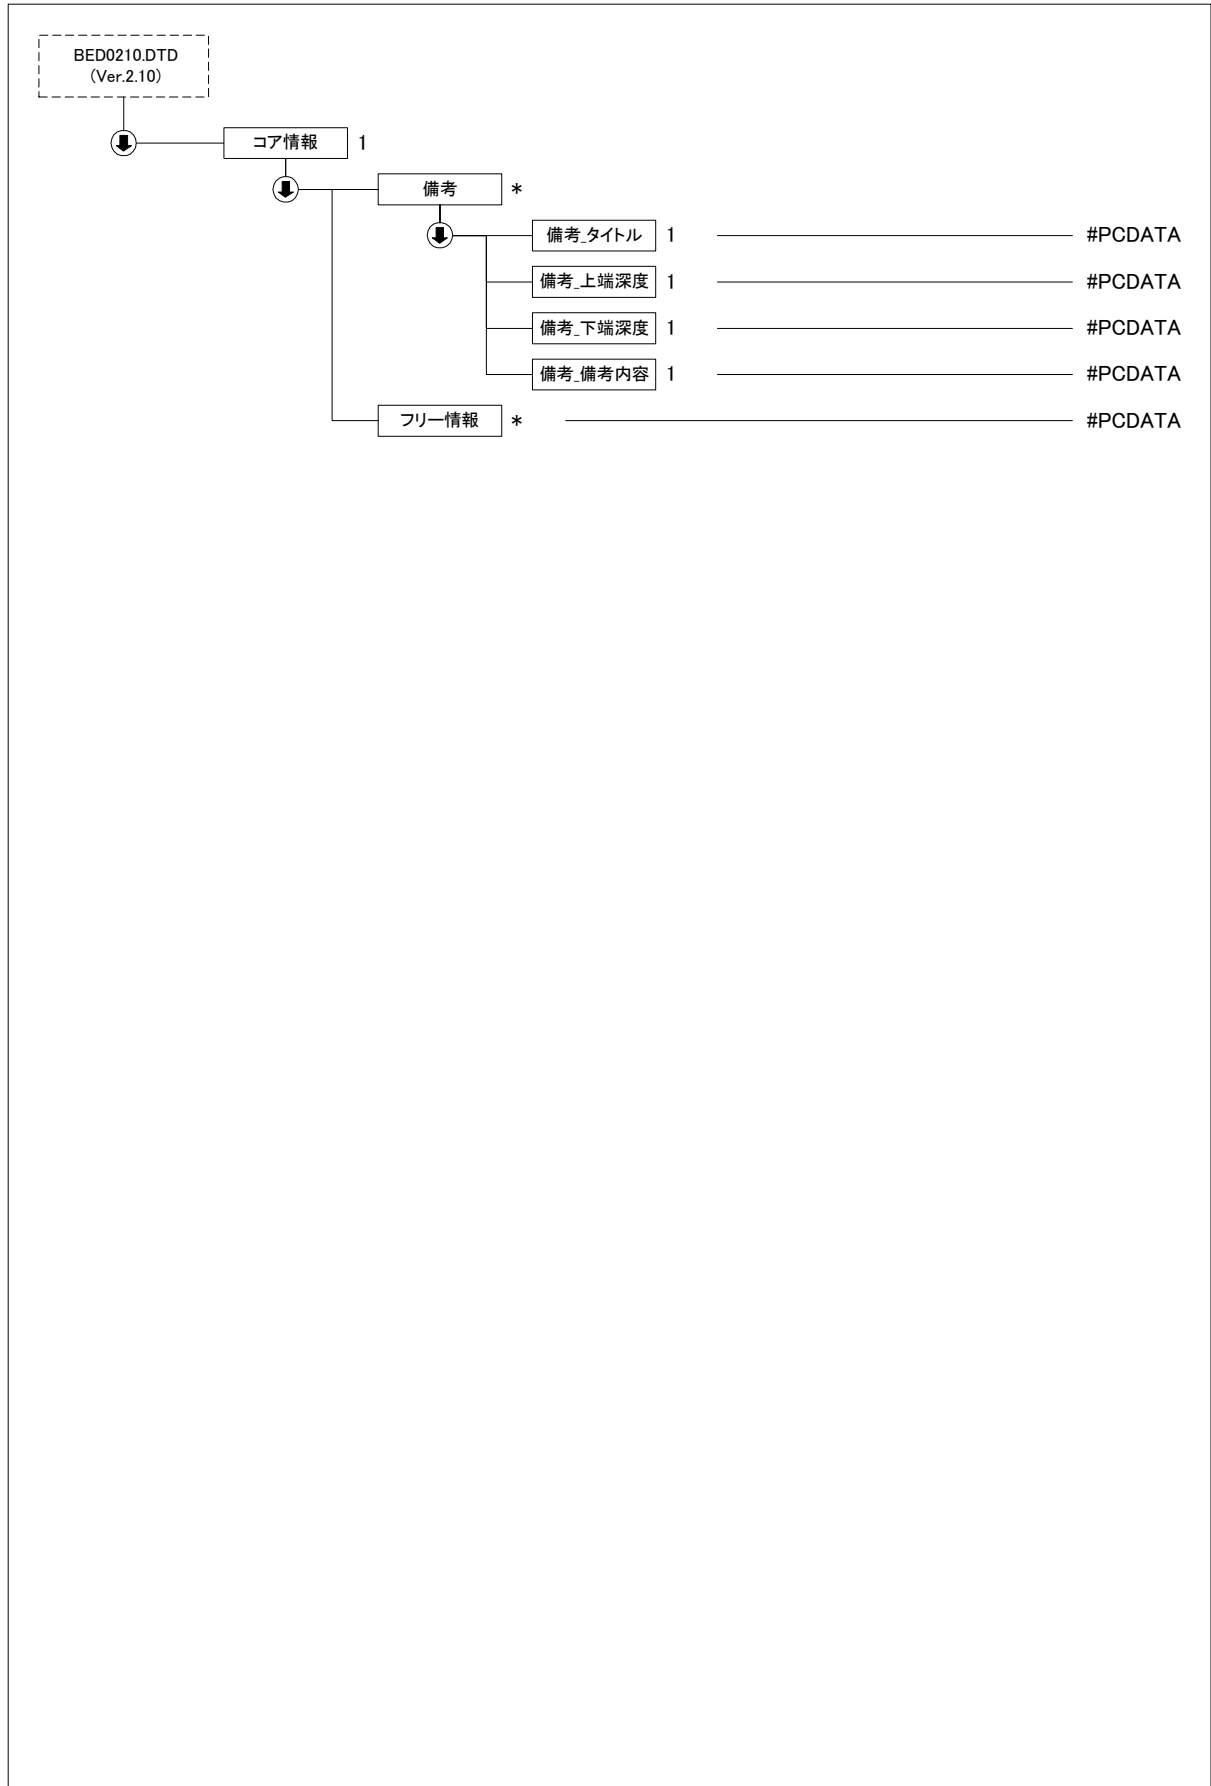 BED0210.DTD
(Ver.2.10)
コア情報 1
備考 *
備考_タイトル 1 #PCDATA
備考_上端深度 1 #PCDATA
備考_下端深度 1 #PCDATA
備考_備考内容 1 #PCDATA
フリー情報 * #PCDATA